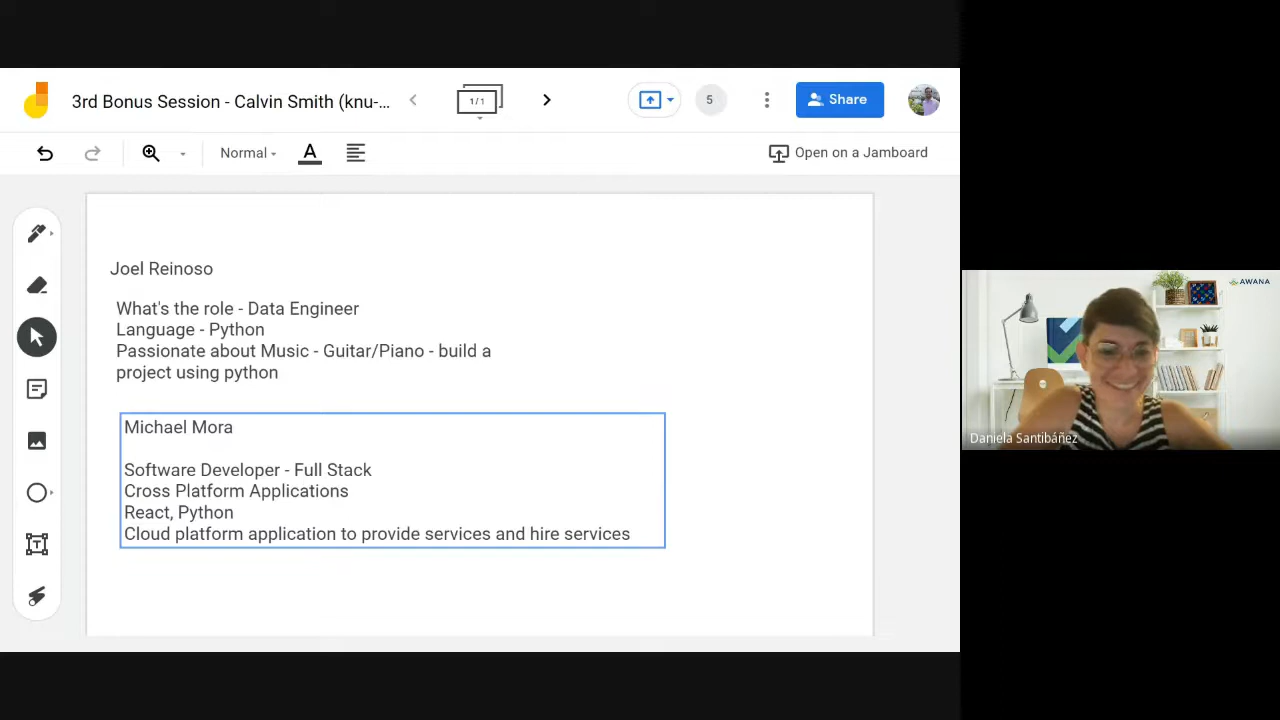 3rd Bonus Session - Calvin Smith (knu-...
1/1
5
Share
Normal
A
Open on a Jamboard
Joel Reinoso
What's the role - Data Engineer
Language - Python
Passionate about Music - Guitar/Piano - build a
project using python
Michael Mora
Software Developer - Full Stack
Cross Platform Applications
React, Python
Cloud platform application to provide services and hire services
T
AWANA
Daniela Santibáñez